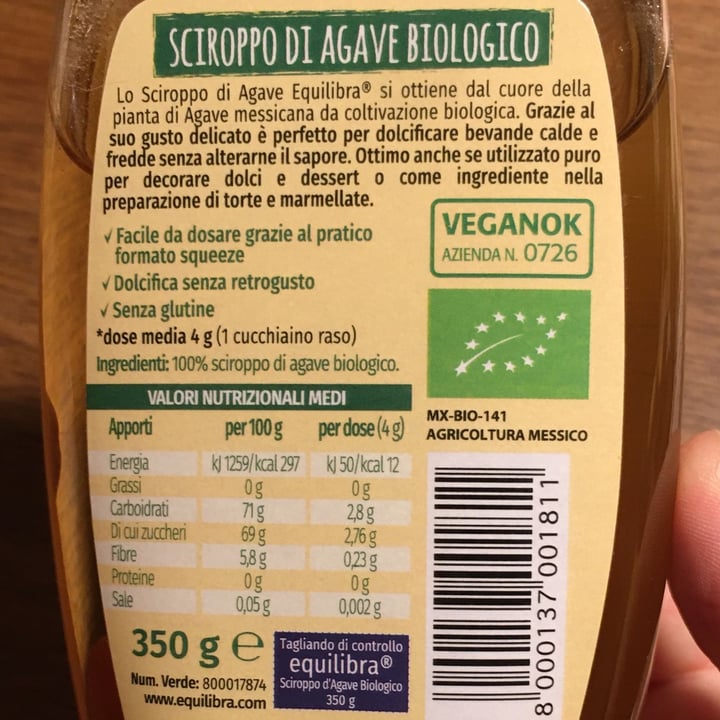 SCIROPPO DI AGAVE BIOLOGICO
Lo Sciroppo di Agave Equilibra® si ottiene dal cuore della
pianta di Agave messicana da coltivazione biologica. Grazie al
suo gusto delicato è perfetto per dolcificare bevande calde e
fredde senza alterarne il sapore. Ottimo anche se utilizzato puro
per decorare dolci e dessert o come ingrediente nella
preparazione di torte e marmellate.
✓ Facile da dosare grazie al pratico
formato squeeze
✓ Dolcifica senza retrogusto
✓ Senza glutine
*dose media 4 g (1 cucchiaino raso)
Ingredienti: 100% sciroppo di agave biologico.
VEGANOK
AZIENDA N. 0726
MX-BIO-141
AGRICOLTURA MESSICO
VALORI NUTRIZIONALI MEDI
Apporti per 100 g per dose (4 g)
Energia kJ 1259/kcal 297 kJ 50/kcal 12
Grassi 0 g 0 g
Carboidrati 71 g 2,8 g
Di cui zuccheri 69 g 2,76 g
Fibre 5,8 g 0,23 g
Proteine 0 g 0 g
Sale 0,05 g 0,002 g
350 g e
Num. Verde: 800017874
www.equilibra.com
Tagliando di controllo
equilibra®
Sciroppo d'Agave Biologico
350 g
8 000137 001811